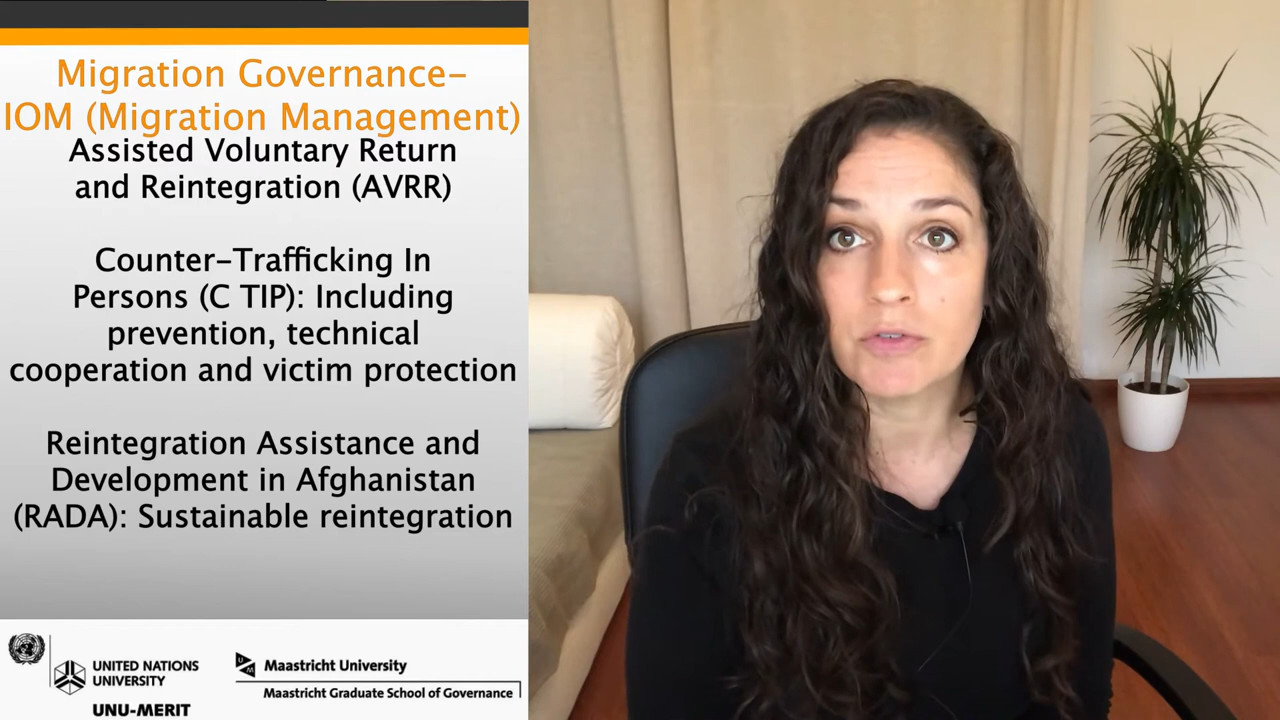 Migration Governance-
IOM (Migration Management)
Assisted Voluntary Return
and Reintegration (AVRR)
Counter-Trafficking In
Persons (C TIP): Including
prevention, technical
cooperation and victim protection
Reintegration Assistance and
Development in Afghanistan
(RADA): Sustainable reintegration
UNITED NATIONS
UNIVERSITY
UNU-MERIT
Maastricht University
Maastricht Graduate School of Governance